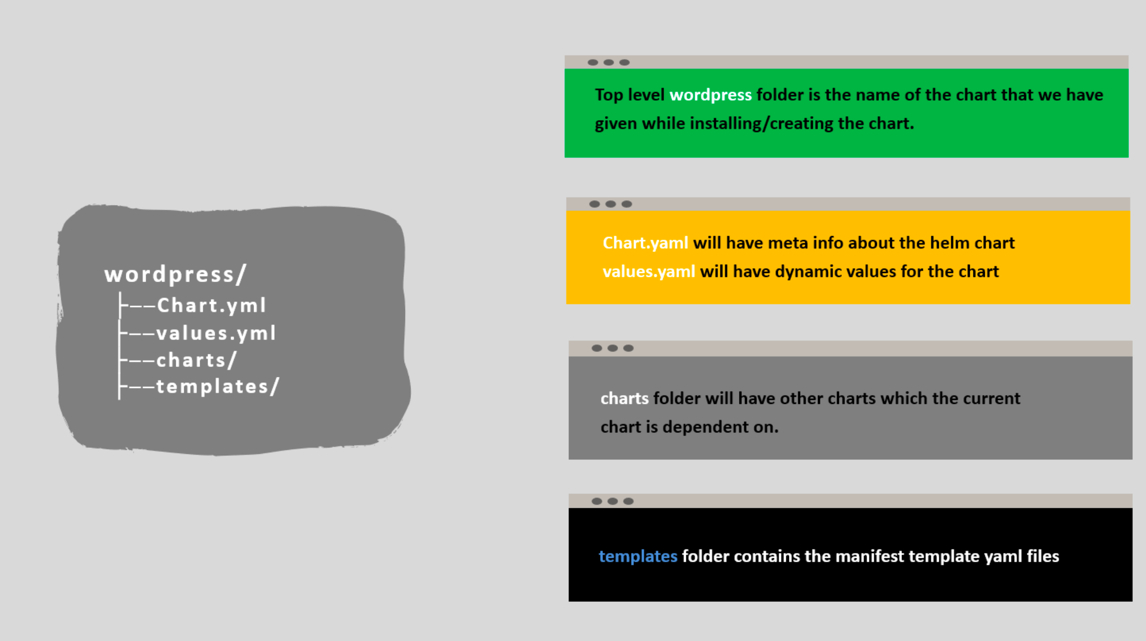 wordpress/
├––Chart.yml
├––values.yml
├––charts/
├––templates/
Top level wordpress folder is the name of the chart that we have
given while installing/creating the chart.
Chart.yaml will have meta info about the helm chart
values.yaml will have dynamic values for the chart
charts folder will have other charts which the current
chart is dependent on.
templates folder contains the manifest template yaml files